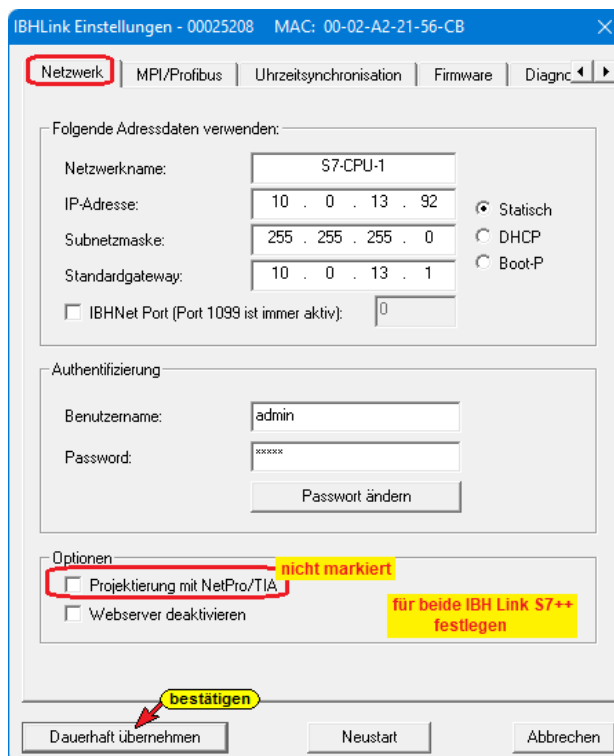 IBHLink Einstellungen - 00025208 MAC: 00-02-A2-21-56-CB
Netzwerk MPI/Profibus Uhrzeitsynchronisation Firmware Diagno
Folgende Adressdaten verwenden:
Netzwerkname: S7-CPU-1
IP-Adresse: 10 . 0 . 13 . 92
Statisch
Subnetzmaske: 255 . 255 . 255 . 0
DHCP
Standardgateway: 10 . 0 . 13 . 1
Boot-P
IBHNet Port (Port 1099 ist immer aktiv): 0
Authentifizierung
Benutzername: admin
Password: *****
Passwort ändern
Optionen
nicht markiert
Projektierung mit NetPro/TIA
Webserver deaktivieren
für beide IBH Link S7++
festlegen
bestätigen
Dauerhaft übernehmen Neustart Abbrechen